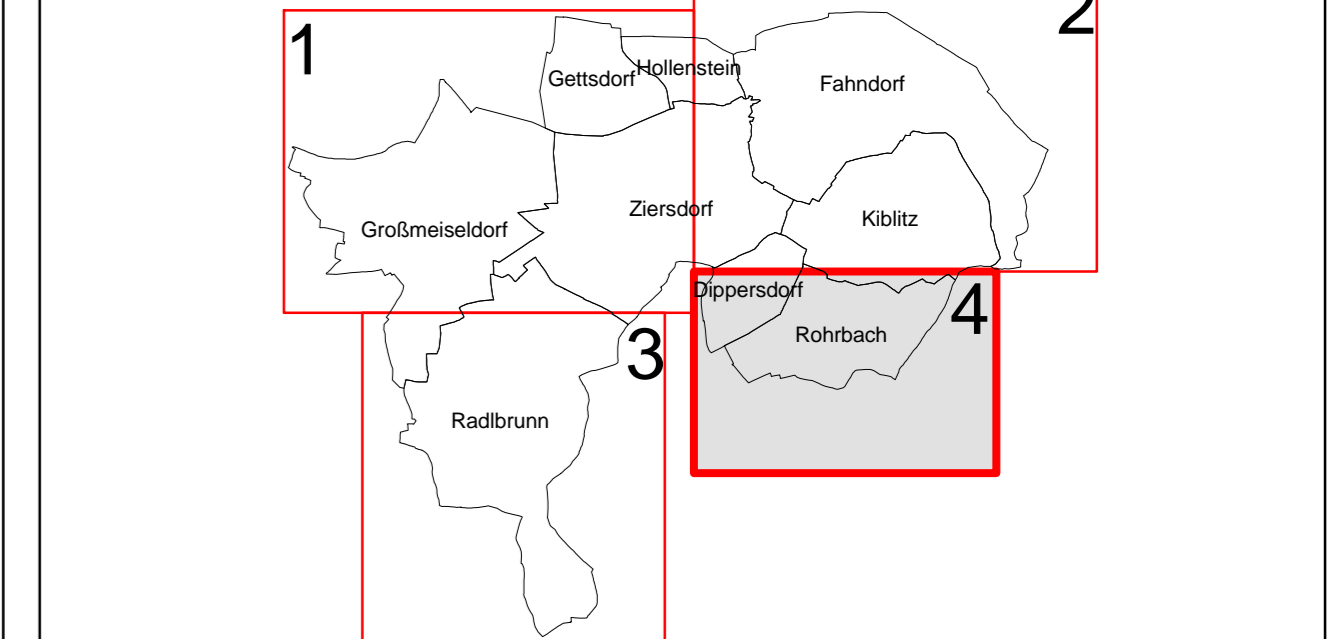 1
2
Gettsdorf
Hollenstein
Fahndorf
Großmeiseldorf
Ziersdorf
Kiblitz
Dippersdorf
4
Rohrbach
3
Radlbrunn